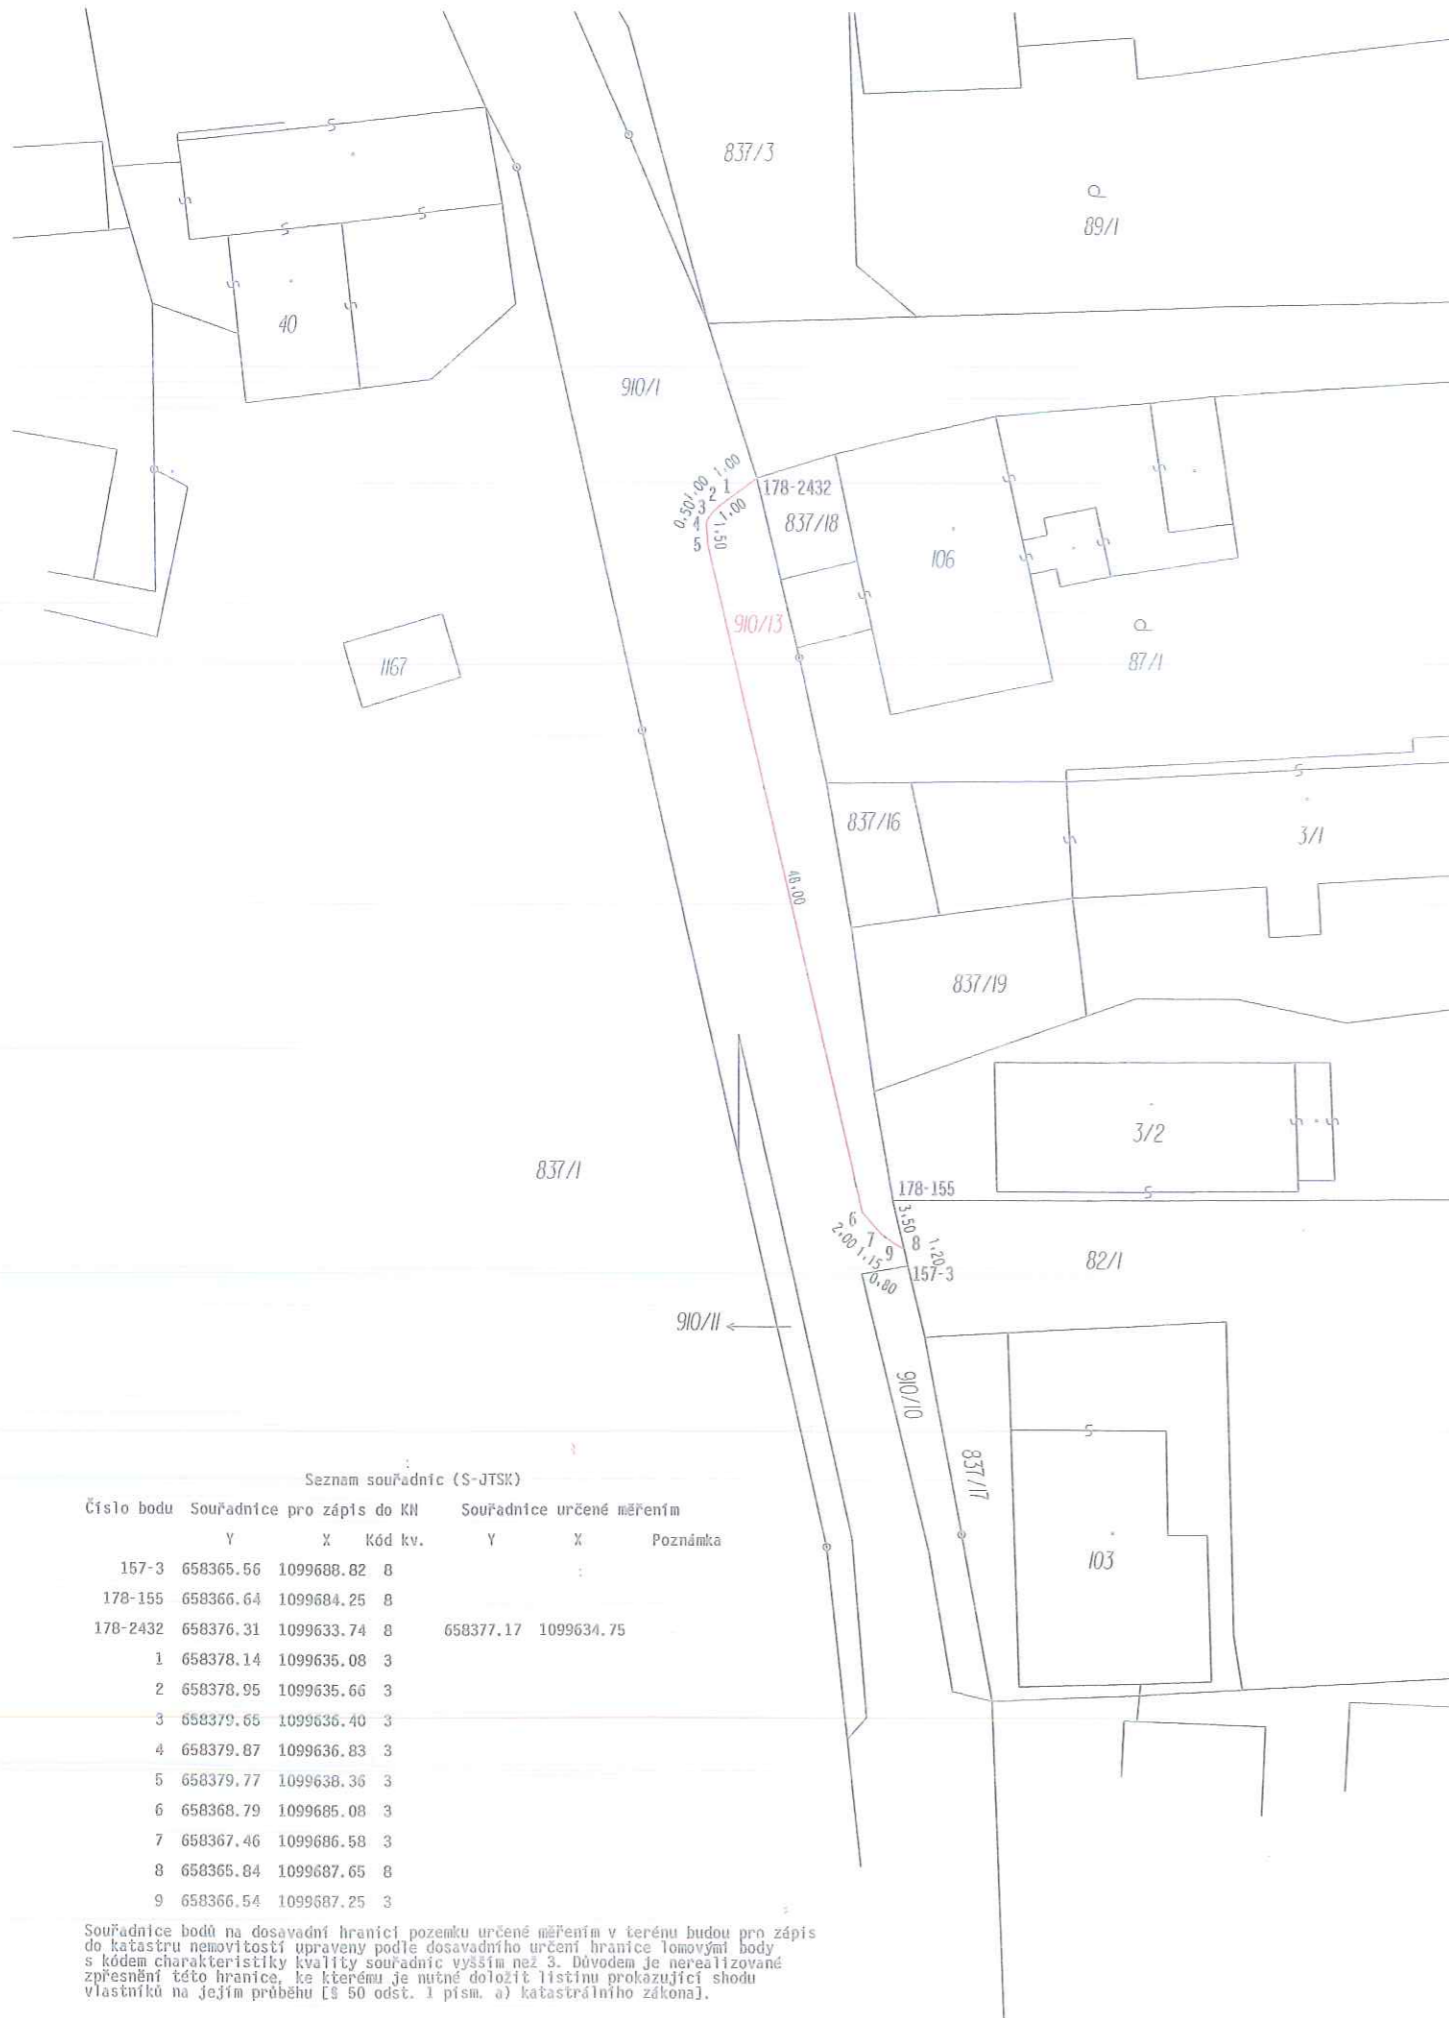 837/3
89/1
40
910/1
1.00
1.00
0.50
1
2
3
4
5
1.00
1.50
178-2432
837/18
106
910/13
1167
87/1
837/16
3/1
48.00
837/19
3/2
837/1
178-155
6
7
9
8
3.50
1.20
2.00
1.15
0.80
157-3
82/1
910/11
910/10
837/17
103
Seznam souřadnic (S-JTSK)
Číslo bodu Souřadnice pro zápis do KN Souřadnice určené měřením
Y X Kód kv. Y X Poznámka
157-3 658365.56 1099688.82 8
178-155 658366.64 1099684.25 8
178-2432 658376.31 1099633.74 8 658377.17 1099634.75
1 658378.14 1099635.08 3
2 658378.95 1099635.66 3
3 658379.65 1099636.40 3
4 658379.87 1099636.83 3
5 658379.77 1099638.36 3
6 658368.79 1099685.08 3
7 658367.46 1099686.58 3
8 658365.84 1099687.65 8
9 658366.54 1099687.25 3
Souřadnice bodů na dosavadní hranici pozemku určené měřením v terénu budou pro zápis
do katastru nemovitostí upraveny podle dosavadního určení hranice lomovými body
s kódem charakteristiky kvality souřadnic vyšším než 3. Důvodem je nerealizované
zpřesnění této hranice, ke kterému je nutné doložit listinu prokazující shodu
vlastníků na jejím průběhu [§ 50 odst. 1 písm. a) katastrálního zákona].